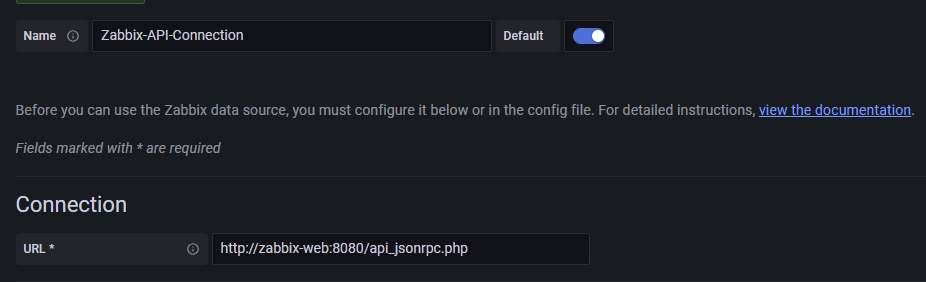 Name Zabbix-API-Connection Default
Before you can use the Zabbix data source, you must configure it below or in the config file. For detailed instructions, view the documentation.
Fields marked with * are required
Connection
URL * http://zabbix-web:8080/api_jsonrpc.php